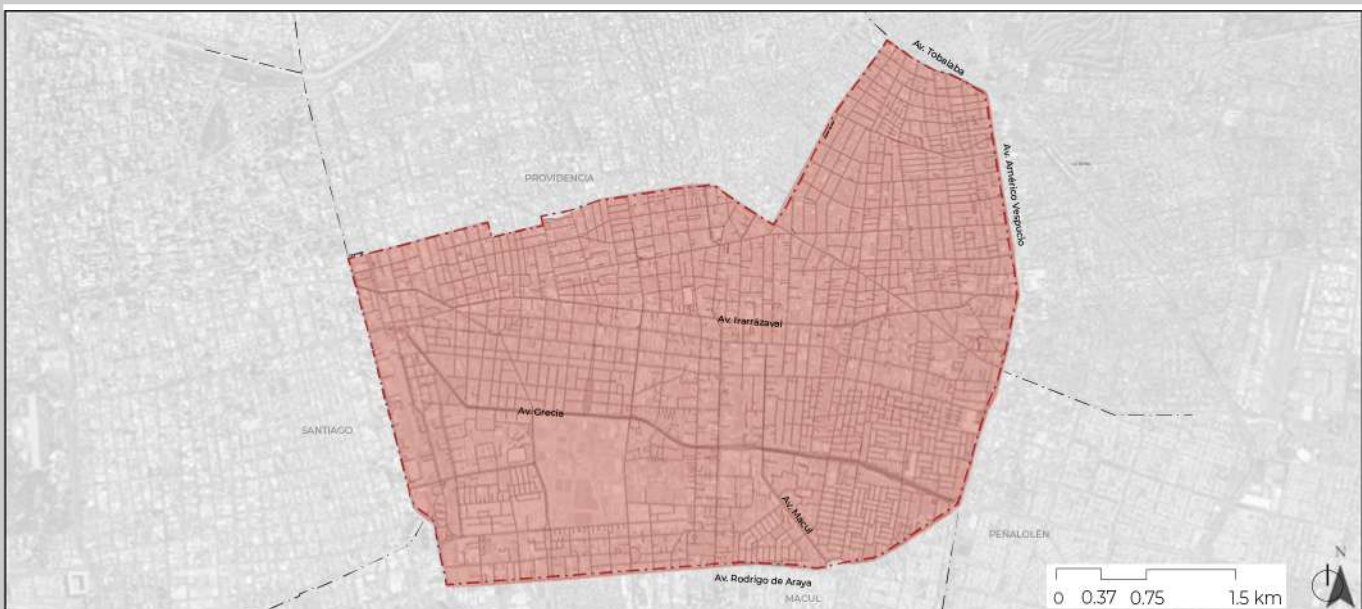 Av. Tobalaba
Av. Américo Vespucio
PROVIDENCIA
Av. Irarrázaval
Av. Grecia
SANTIAGO
Av. Macul
PEÑALOLÉN
Av. Rodrigo de Araya
MACUL
N
0 0.37 0.75 1.5 km